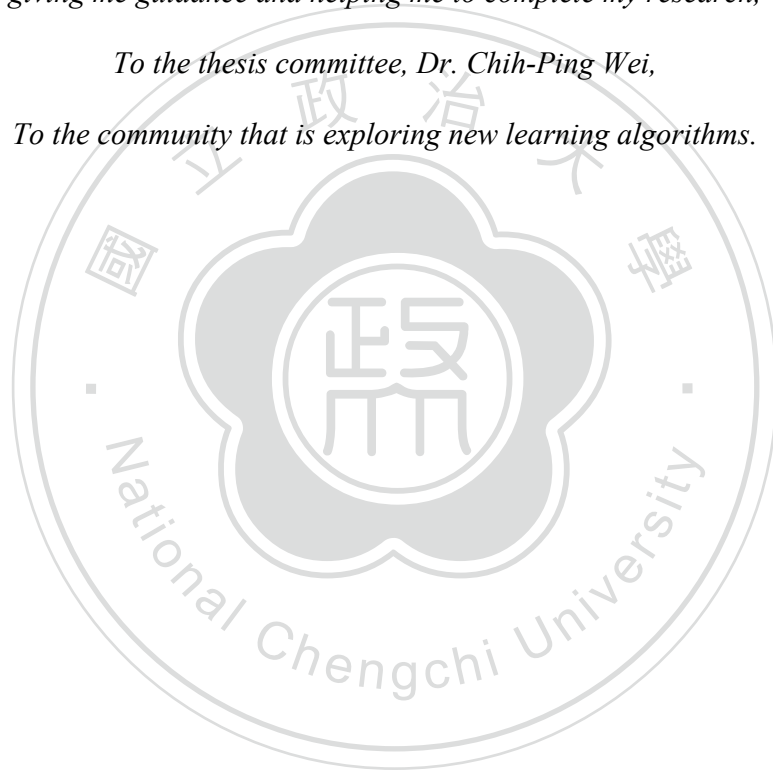 giving me guidance and helping me to complete my research,
To the thesis committee, Dr. Chih-Ping Wei,
To the community that is exploring new learning algorithms.
國立政治大學
政大
National Chengchi University